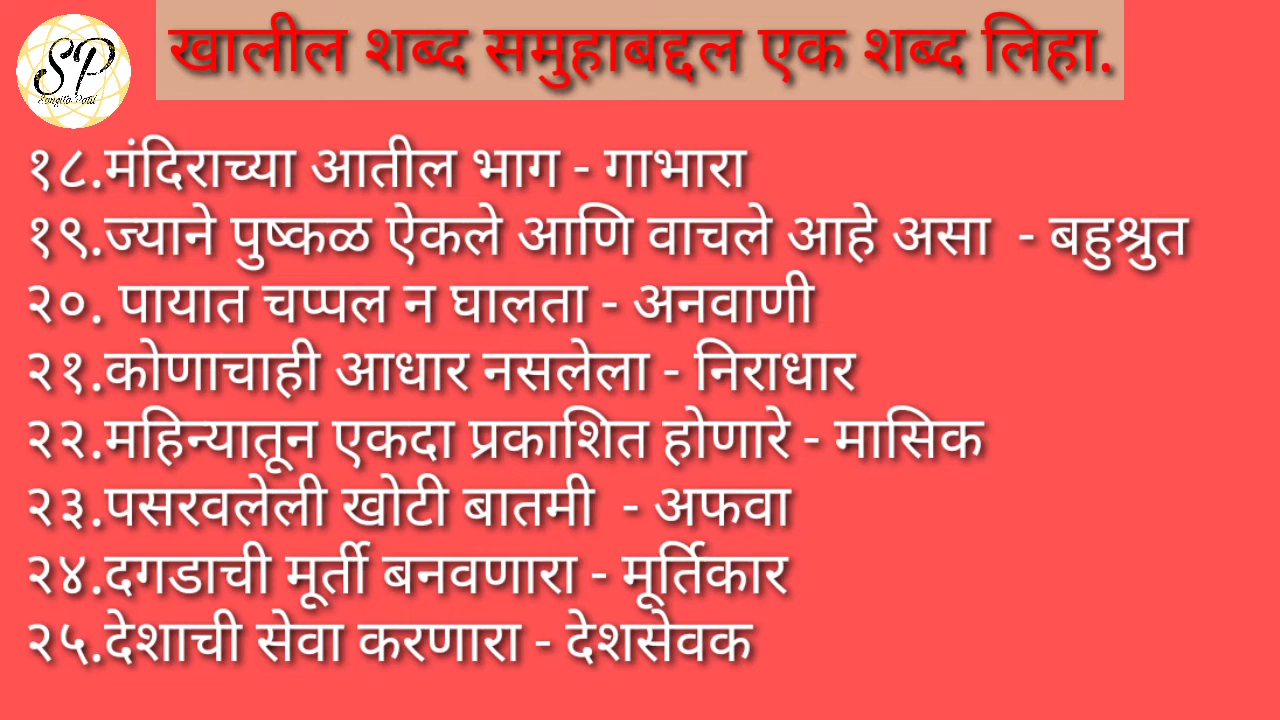 SP
Sangita Patil
खालील शब्द समुहाबद्दल एक शब्द लिहा.
१८.मंदिराच्या आतील भाग - गाभारा
१९.ज्याने पुष्कळ ऐकले आणि वाचले आहे असा - बहुश्रुत
२०. पायात चप्पल न घालता - अनवाणी
२१.कोणाचाही आधार नसलेला - निराधार
२२.महिन्यातून एकदा प्रकाशित होणारे - मासिक
२३.पसरवलेली खोटी बातमी - अफवा
२४.दगडाची मूर्ती बनवणारा - मूर्तिकार
२५.देशाची सेवा करणारा - देशसेवक